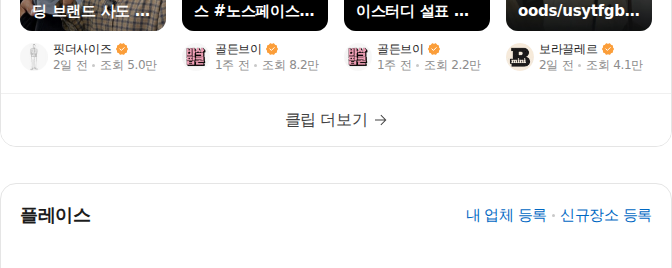 딩 브랜드 사도 ...
스 #노스페이스...
이스터디 설표 ...
oods/usytfgb...
핏더사이즈
2일 전 · 조회 5.0만
골든브이
1주 전 · 조회 8.2만
골든브이
1주 전 · 조회 2.2만
보라끌레르
2일 전 · 조회 4.1만
클립 더보기 →
플레이스
내 업체 등록 · 신규장소 등록